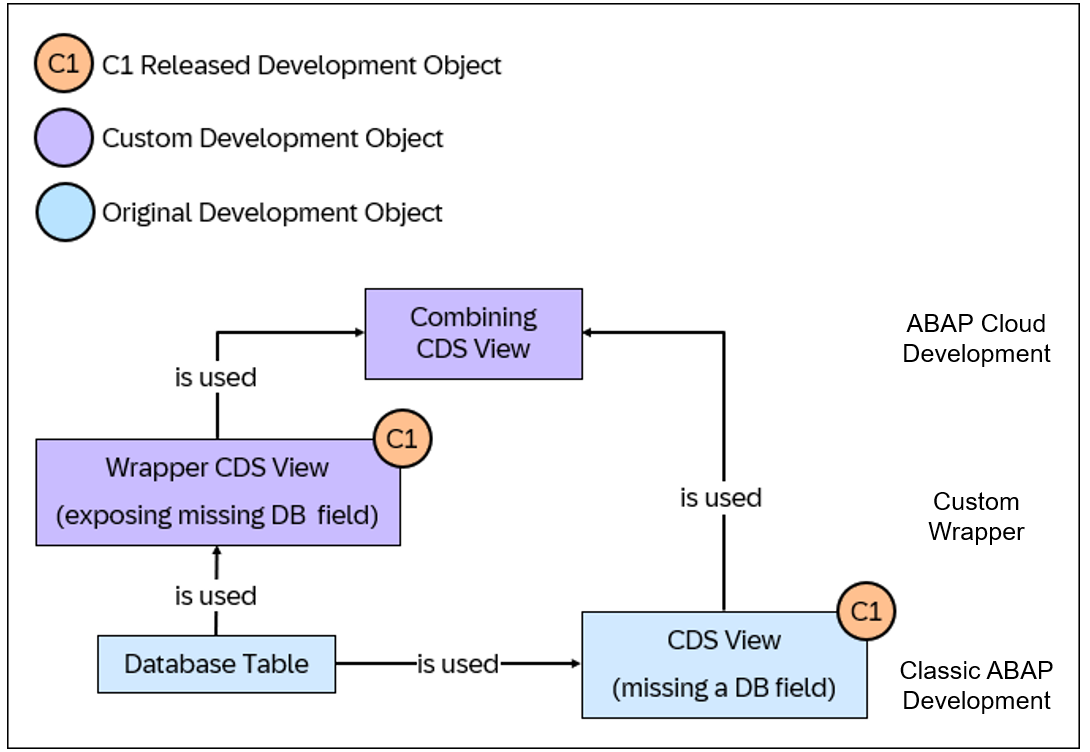 C1 C1 Released Development Object
Custom Development Object
Original Development Object
Combining
CDS View
ABAP Cloud
Development
is used
C1
Wrapper CDS View
(exposing missing DB field)
is used
Custom
Wrapper
is used
C1
Database Table
is used
CDS View
(missing a DB field)
Classic ABAP
Development